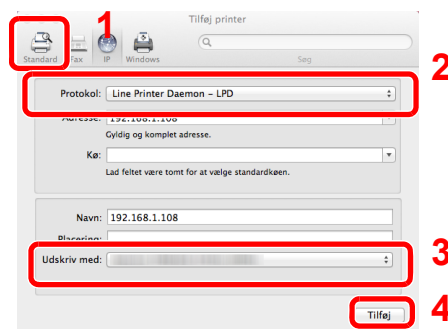 Tilføj printer
1
Standard Fax IP Windows Søg
2
Protokol: Line Printer Daemon – LPD
Adresse: 192.168.1.108
Gyldig og komplet adresse.
Kø:
Lad feltet være tomt for at vælge standardkøen.
Navn: 192.168.1.108
Placering:
Udskriv med:
3
Tilføj
4